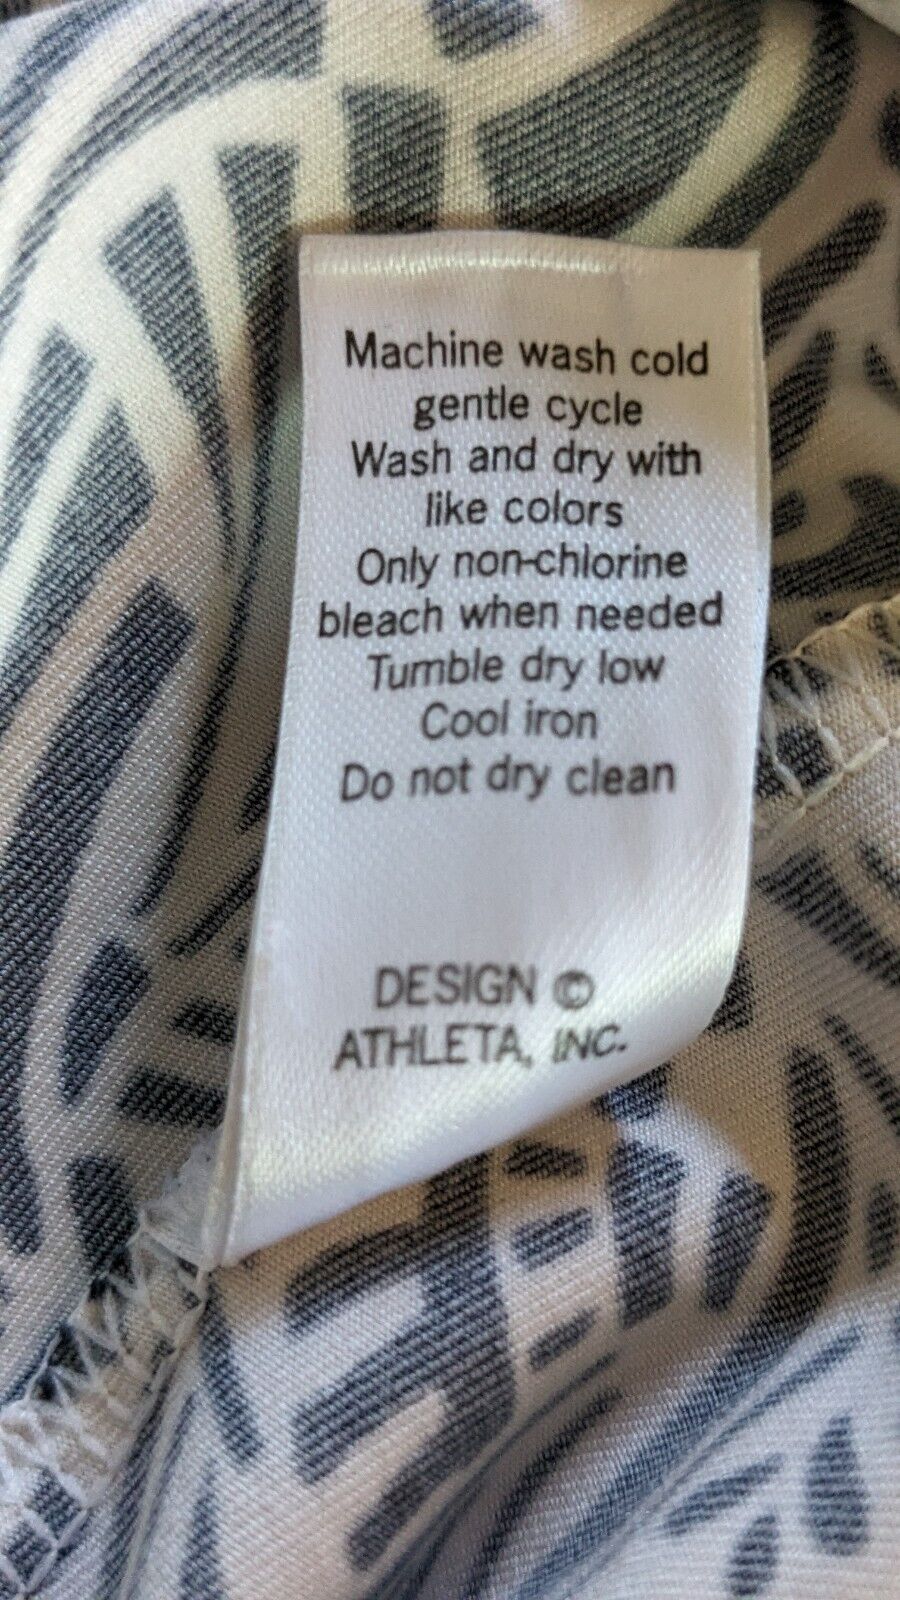 Machine wash cold
gentle cycle
Wash and dry with
like colors
Only non-chlorine
bleach when needed
Tumble dry low
Cool iron
Do not dry clean
DESIGN ©
ATHLETA, INC.